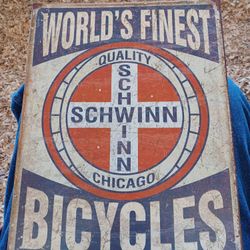 WORLD'S FINEST
QUALITY
SCHWINN
SCHWINN
CHICAGO
BICYCLES